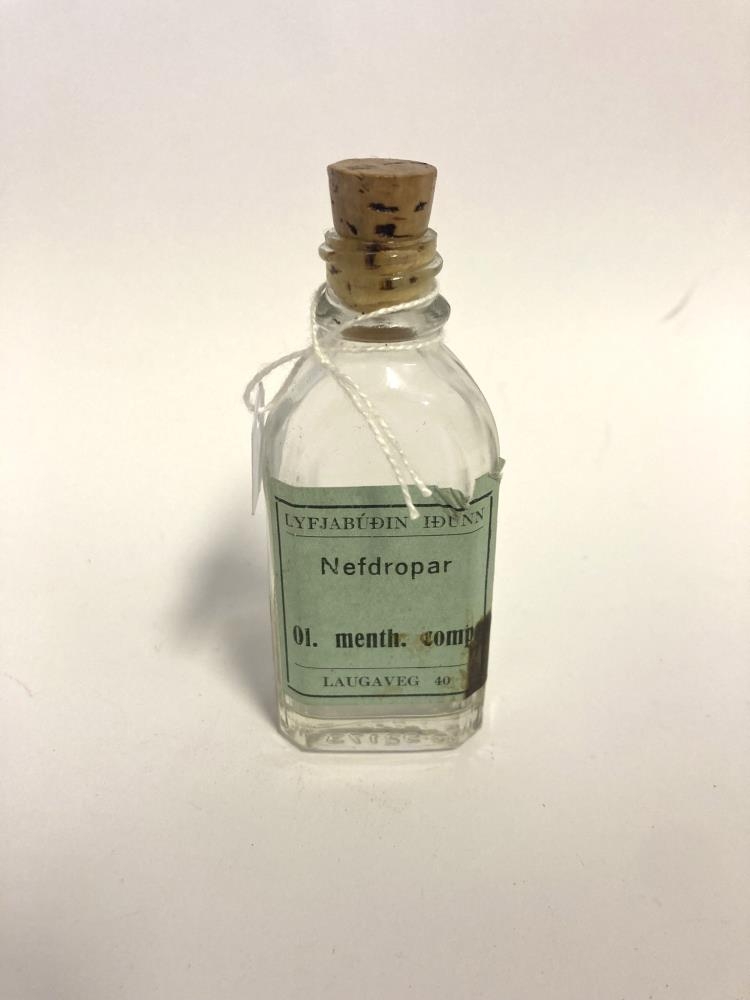 LYFJABÚÐIN IÐUNN
Nefdropar
Ol. menth. comp
LAUGAVEG 40